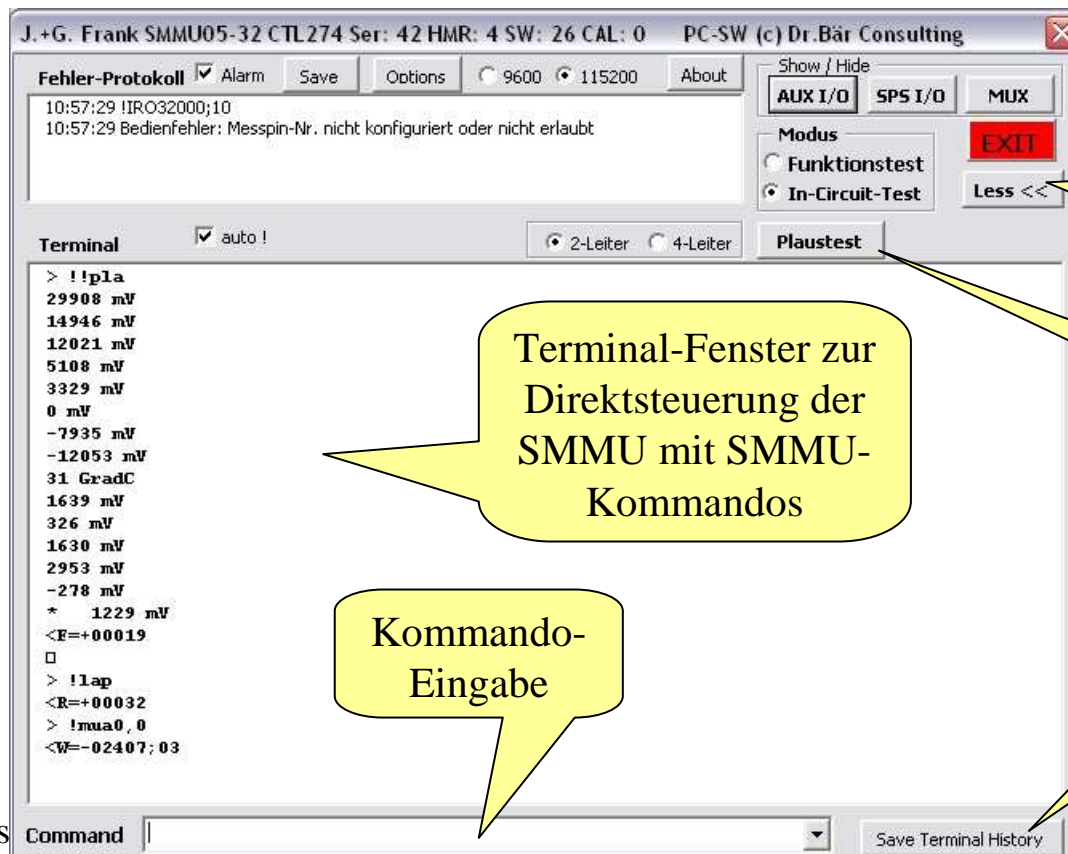 J.+G. Frank SMMU05-32 CTL274 Ser: 42 HMR: 4 SW: 26 CAL: 0 PC-SW (c) Dr.Bär Consulting
Fehler-Protokoll Alarm Save Options 9600 115200 About
10:57:29 !IRO32000;10
10:57:29 Bedienfehler: Messpin-Nr. nicht konfiguriert oder nicht erlaubt
Show / Hide
AUX I/O SPS I/O MUX
Modus
Funktionstest
In-Circuit-Test
EXIT
Less <<
Terminal auto ! 2-Leiter 4-Leiter Plaustest
> !!pla
29908 mV
14946 mV
12021 mV
5108 mV
3329 mV
0 mV
-7935 mV
-12053 mV
31 GradC
1639 mV
326 mV
1630 mV
2953 mV
-278 mV
* 1229 mV
<F=+00019
> !lap
<R=+00032
> !mua0,0
<W=-02407;03
Terminal-Fenster zur
Direktsteuerung der
SMMU mit SMMU-
Kommandos
Kommando-
Eingabe
s Command Save Terminal History